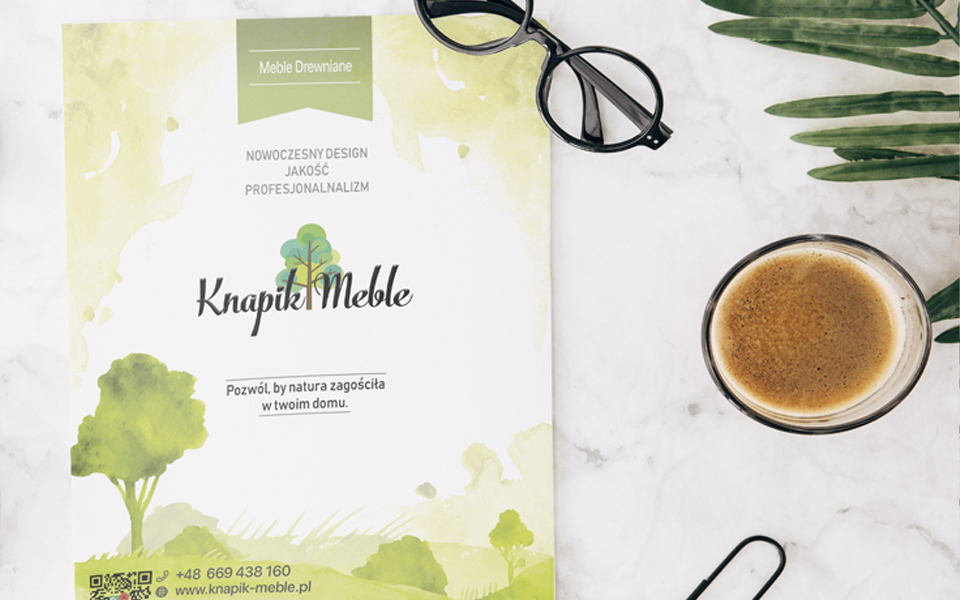 Meble Drewniane
NOWOCZESNY DESIGN
JAKOŚĆ
PROFESJONALNALIZM
Knapik Meble
Pozwól, by natura zagościła
w twoim domu.
+48 669 438 160
www.knapik-meble.pl